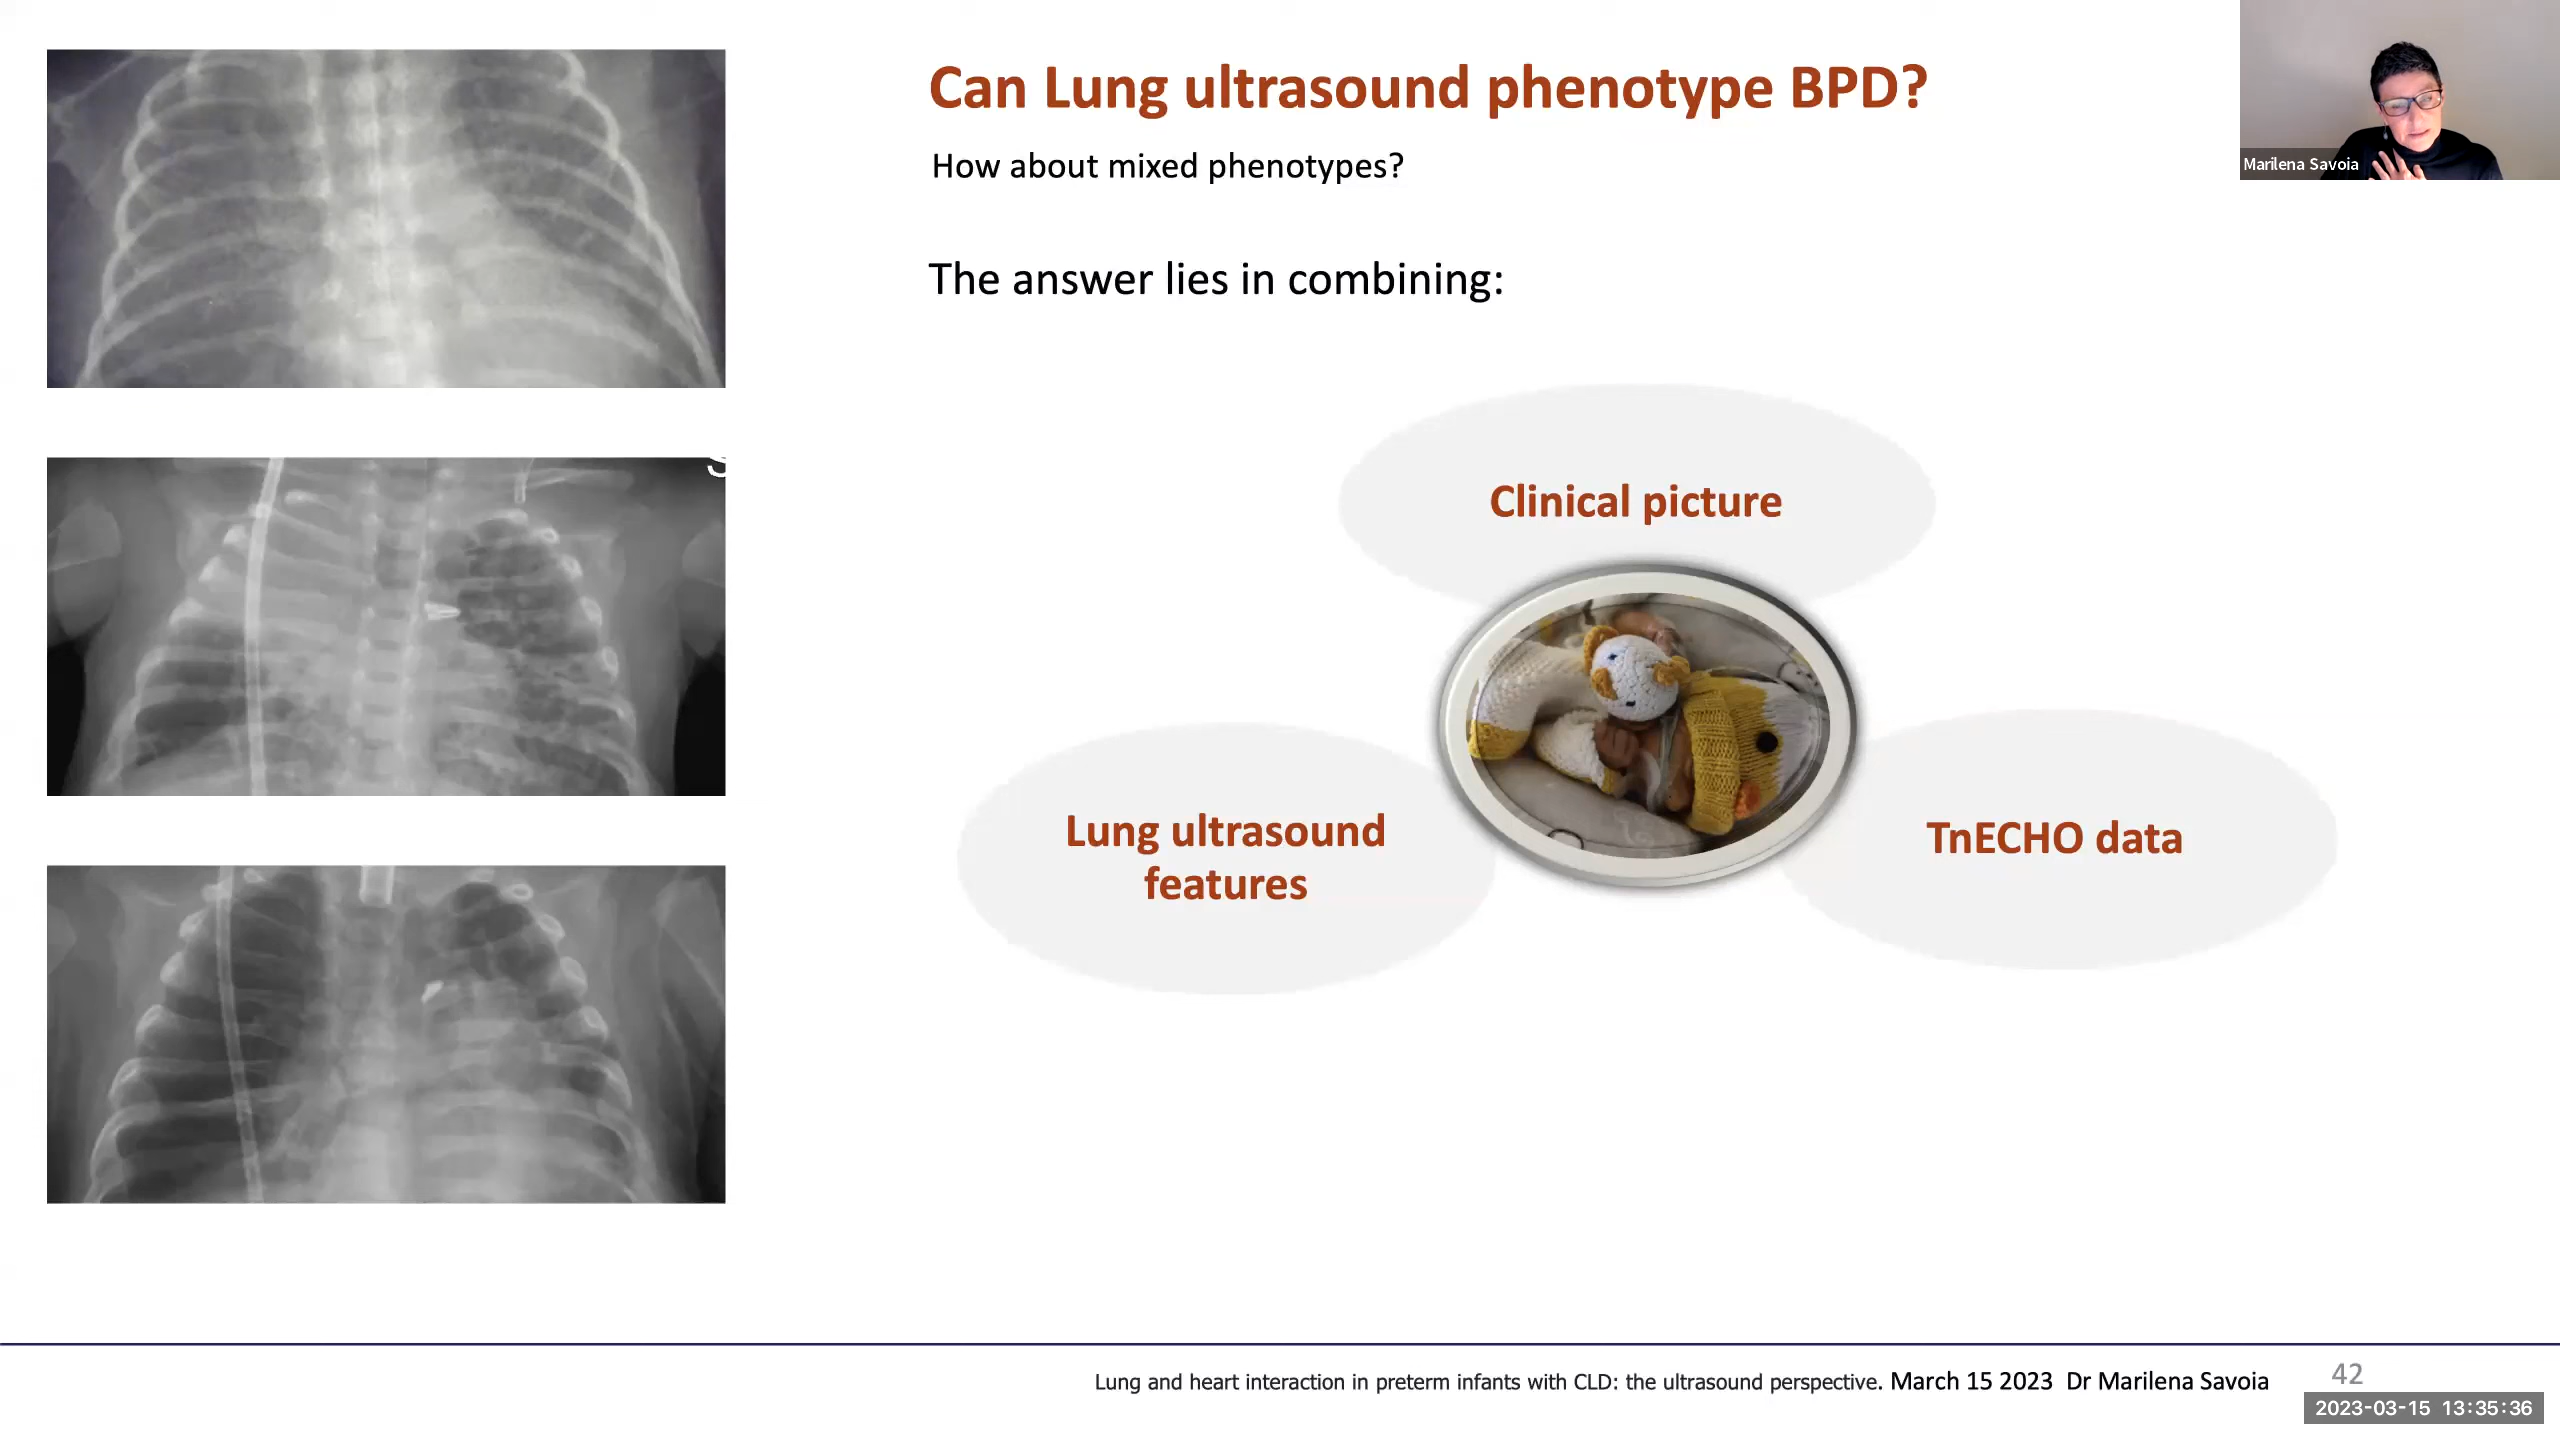 Can Lung ultrasound phenotype BPD?
Marilena Savoia
How about mixed phenotypes?
The answer lies in combining:
Clinical picture
Lung ultrasound
features
TnECHO data
Lung and heart interaction in preterm infants with CLD: the ultrasound perspective. March 15 2023 Dr Marilena Savoia
42
2023-03-15 13:35:36